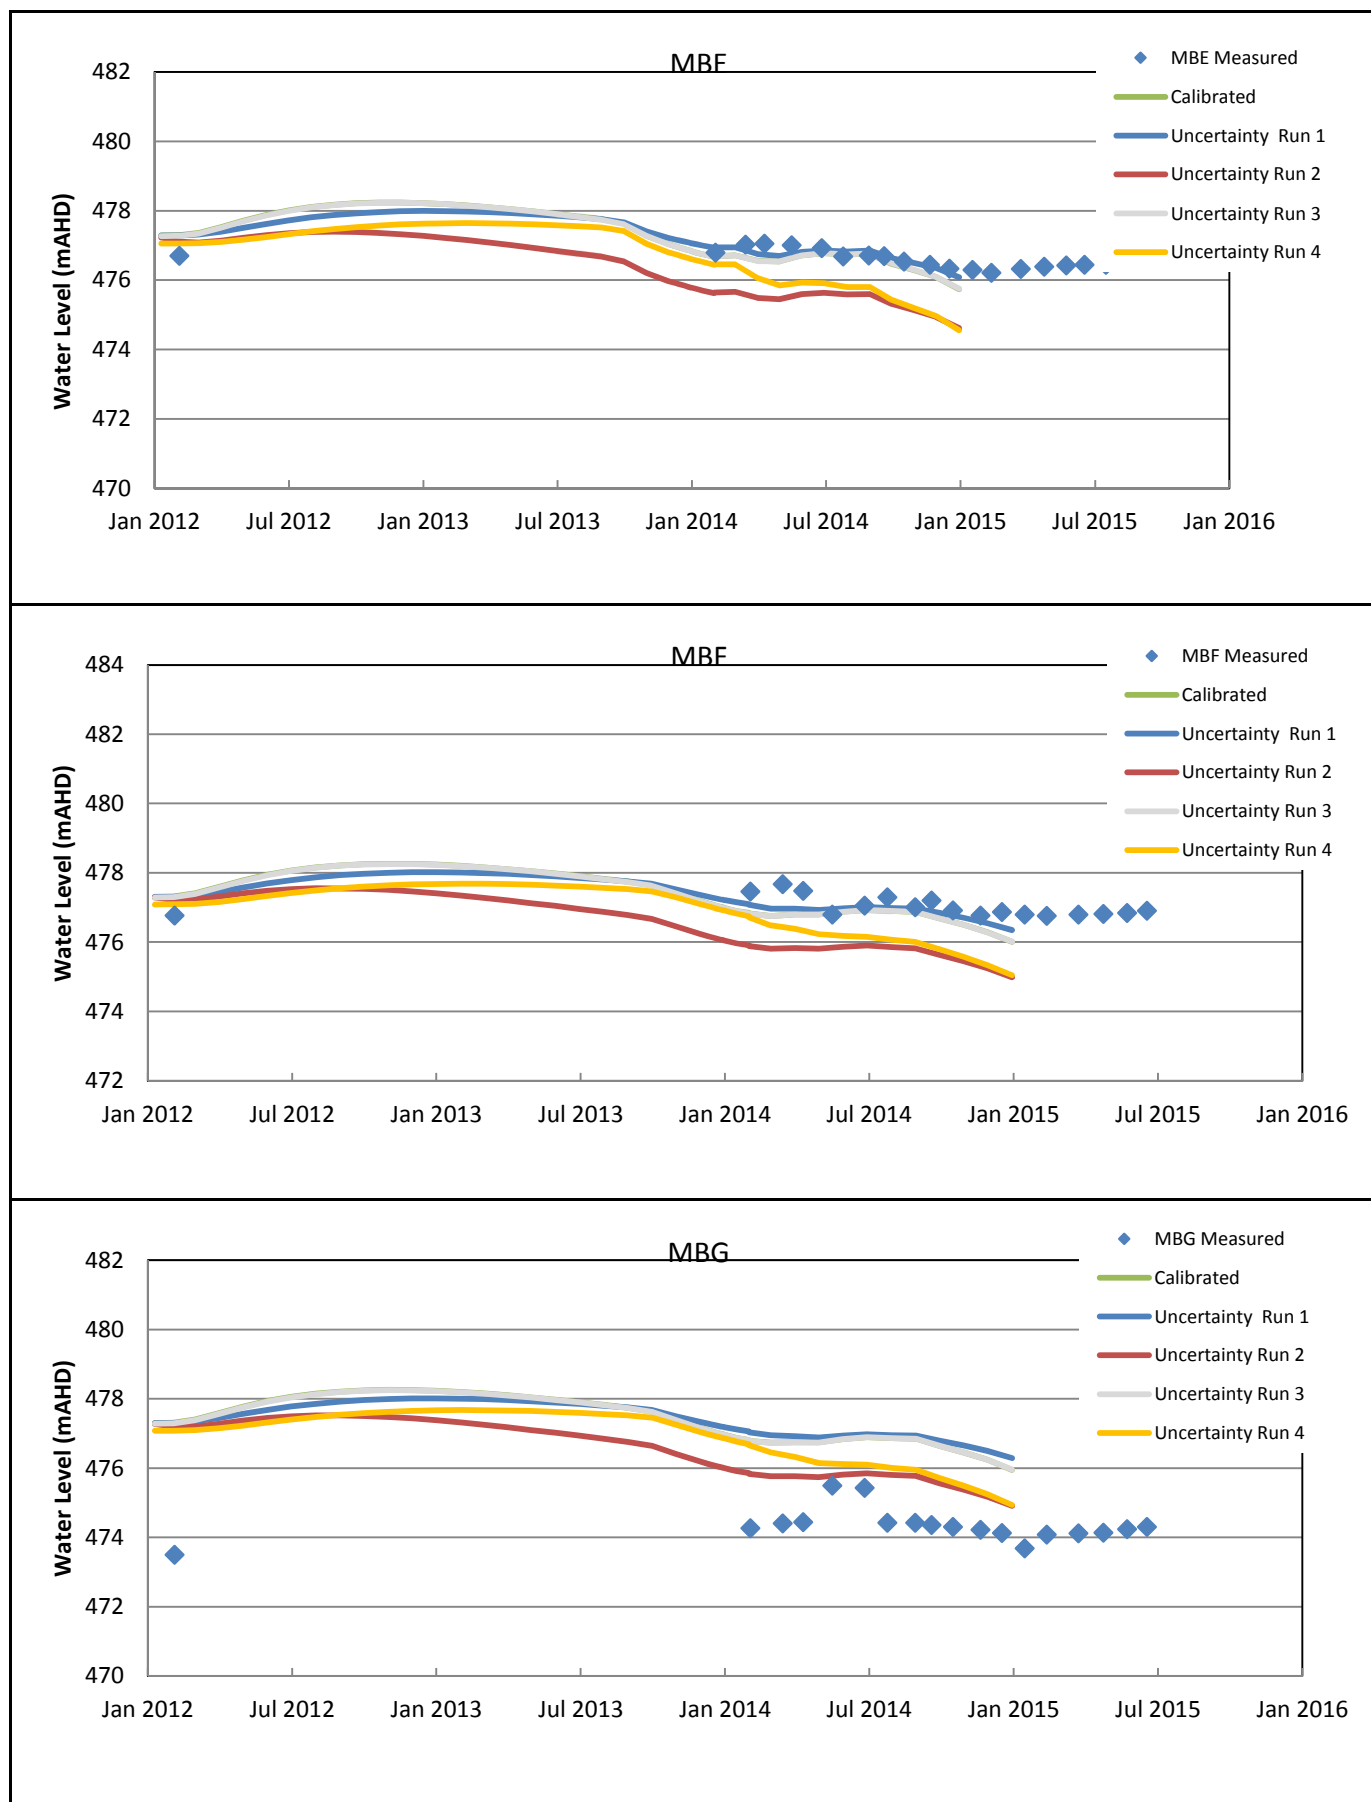 MBE
MBE Measured
Calibrated
Uncertainty Run 1
Uncertainty Run 2
Uncertainty Run 3
Uncertainty Run 4
Water Level (mAHD)
482
480
478
476
474
472
470
Jan 2012 Jul 2012 Jan 2013 Jul 2013 Jan 2014 Jul 2014 Jan 2015 Jul 2015 Jan 2016
MBF
MBF Measured
Calibrated
Uncertainty Run 1
Uncertainty Run 2
Uncertainty Run 3
Uncertainty Run 4
Water Level (mAHD)
484
482
480
478
476
474
472
Jan 2012 Jul 2012 Jan 2013 Jul 2013 Jan 2014 Jul 2014 Jan 2015 Jul 2015 Jan 2016
MBG
MBG Measured
Calibrated
Uncertainty Run 1
Uncertainty Run 2
Uncertainty Run 3
Uncertainty Run 4
Water Level (mAHD)
482
480
478
476
474
472
470
Jan 2012 Jul 2012 Jan 2013 Jul 2013 Jan 2014 Jul 2014 Jan 2015 Jul 2015 Jan 2016